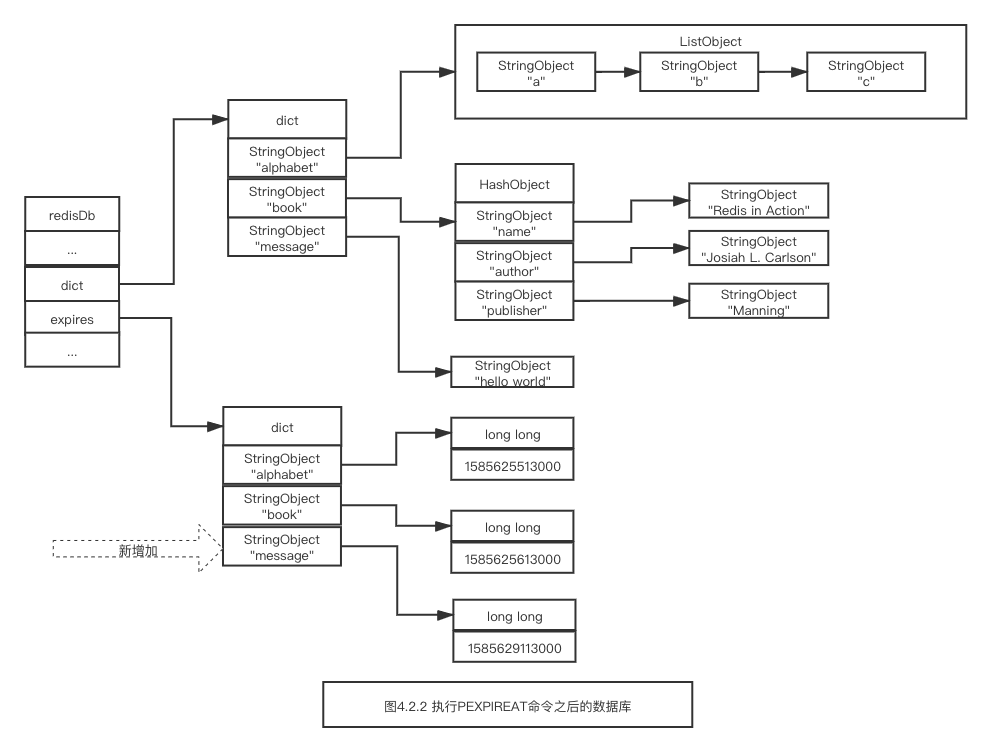 redisDb
...
dict
expires
...
dict
StringObject
"alphabet"
StringObject
"book"
StringObject
"message"
ListObject
StringObject
"a"
StringObject
"b"
StringObject
"c"
HashObject
StringObject
"name"
StringObject
"author"
StringObject
"publisher"
StringObject
"Redis in Action"
StringObject
"Josiah L. Carlson"
StringObject
"Manning"
StringObject
"hello world"
dict
StringObject
"alphabet"
StringObject
"book"
StringObject
"message"
新增加
long long
1585625513000
long long
1585625613000
long long
1585629113000
图4.2.2 执行PEXPIREAT命令之后的数据库